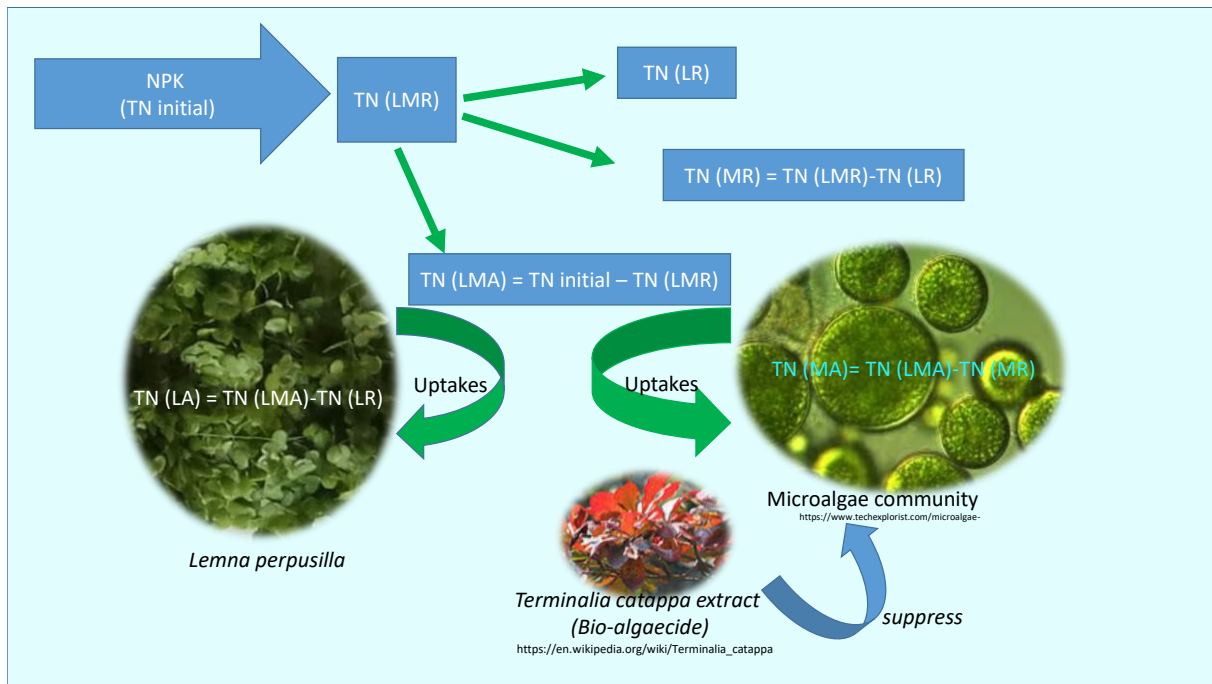 NPK
(TN initial)
TN (LMR)
TN (LR)
TN (MR) = TN (LMR)-TN (LR)
TN (LMA) = TN initial – TN (LMR)
TN (LA) = TN (LMA)-TN (LR)
Uptakes
Uptakes
TN (MA)= TN (LMA)-TN (MR)
Microalgae community
https://www.techexplorist.com/microalgae-
Lemna perpusilla
Terminalia catappa extract
(Bio-algaecide)
https://en.wikipedia.org/wiki/Terminalia_catappa
suppress